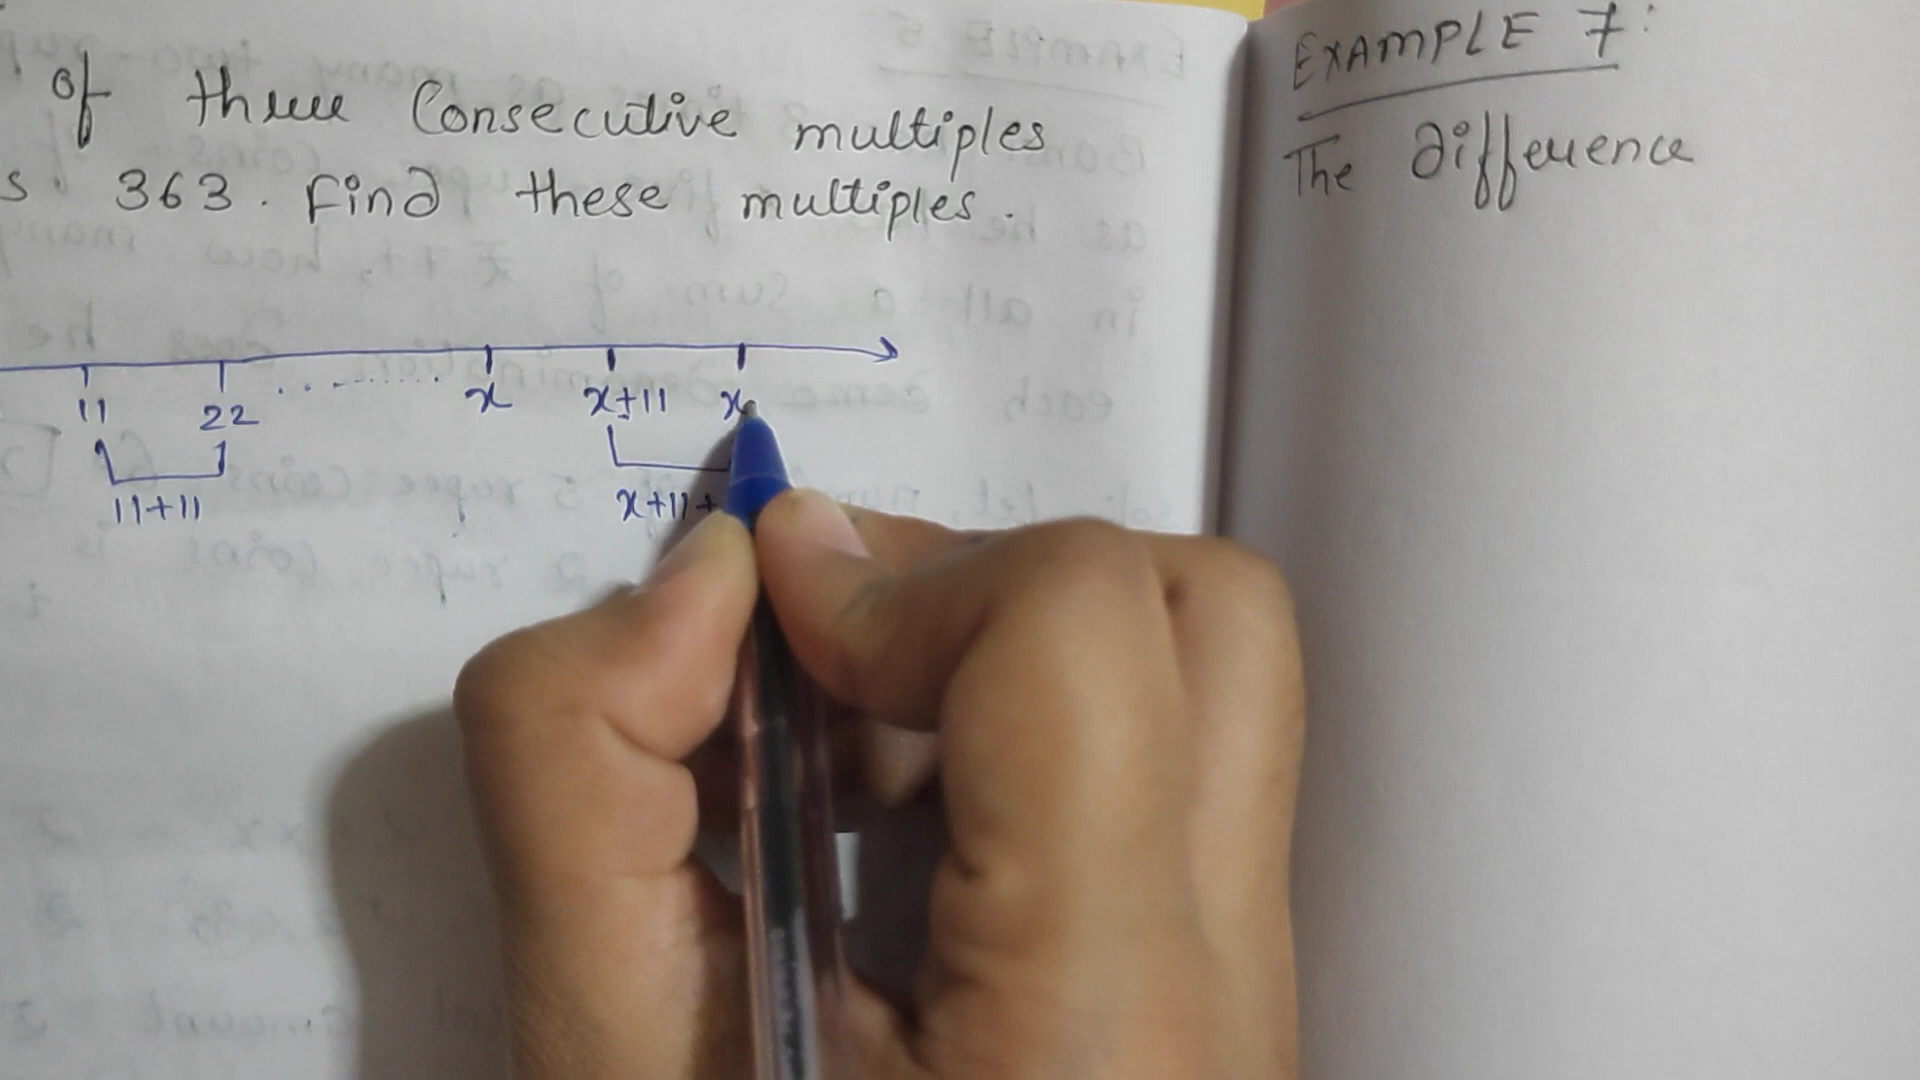 of three consecutive multiples
s 363. find these multiples.
11 22 ......... x x+11 x
11+11 x+11+
EXAMPLE 7:
The difference